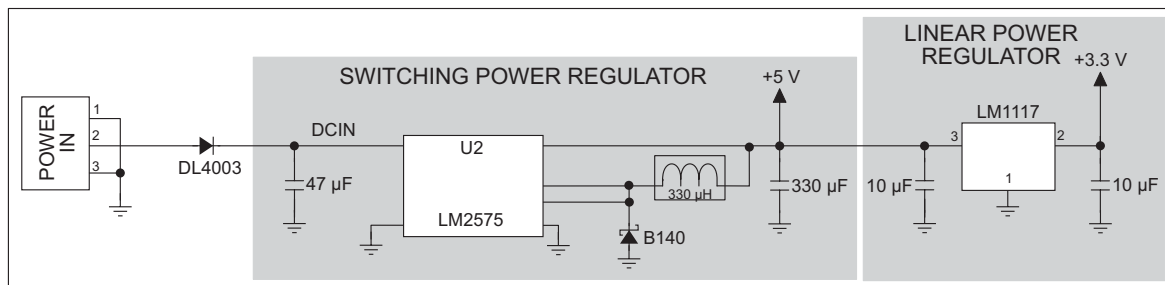 LINEAR POWER
REGULATOR
SWITCHING POWER REGULATOR
+5 V
+3.3 V
POWER
IN
1
2
3
DL4003
DCIN
47 µF
U2
LM2575
330 µH
B140
330 µF
10 µF
LM1117
3
2
1
10 µF